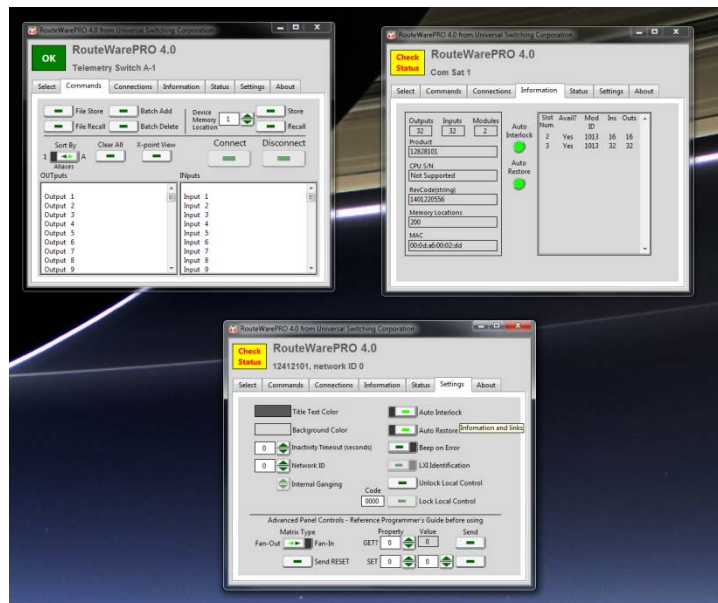 RouteWarePRO 4.0 from Universal Switching Corporation
OK
RouteWarePRO 4.0
Telemetry Switch A-1
Select Commands Connections Information Status Settings About
File Store Batch Add Device Memory Location 1 Store
File Recall Batch Delete Recall
Sort By Clear All X-point View Connect Disconnect
1 A
Aliases
OUTputs INputs
Output 1 Input 1
Output 2 Input 2
Output 3 Input 3
Output 4 Input 4
Output 5 Input 5
Output 6 Input 6
Output 7 Input 7
Output 8 Input 8
Output 9 Input 9
RouteWarePRO 4.0 from Universal Switching Corporation
Check Status
RouteWarePRO 4.0
Com Sat 1
Select Commands Connections Information Status Settings About
Outputs Inputs Modules
32 32 2
Product
12828101
CPU S/N
Not Supported
RevCode(string)
1401220556
Memory Locations
200
MAC
00:0d:a6:00:02:dd
Auto Interlock
Auto Restore
Slot Num. Avail? Mod ID Ins Outs
2 Yes 1013 16 16
3 Yes 1013 32 32
RouteWarePRO 4.0 from Universal Switching Corporation
Check Status
RouteWarePRO 4.0
12412101, network ID 0
Select Commands Connections Information Status Settings About
Title Text Color Auto Interlock
Background Color Auto Restore Information and links
0 Inactivity Timeout (seconds) Beep on Error
0 Network ID LXI Identification
Internal Ganging Unlock Local Control
Code
0000 Lock Local Control
Advanced Panel Controls - Reference Programmer's Guide before using
Matrix Type Property Value Send
Fan-Out Fan-In GET? 0 0
Send RESET SET 0 0